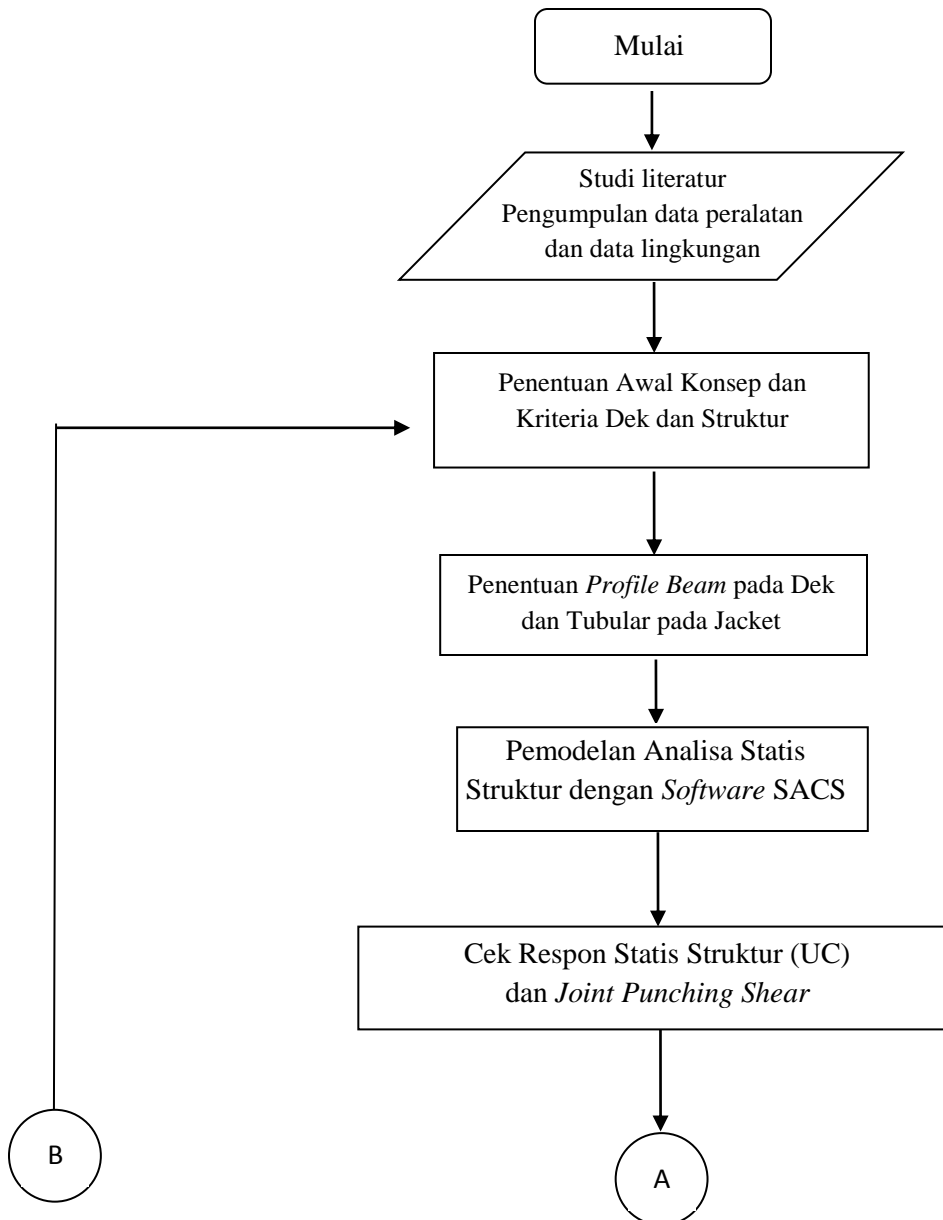 Mulai
Studi literatur
Pengumpulan data peralatan
dan data lingkungan
Penentuan Awal Konsep dan
Kriteria Dek dan Struktur
Penentuan Profile Beam pada Dek
dan Tubular pada Jacket
Pemodelan Analisa Statis
Struktur dengan Software SACS
Cek Respon Statis Struktur (UC)
dan Joint Punching Shear
B
A